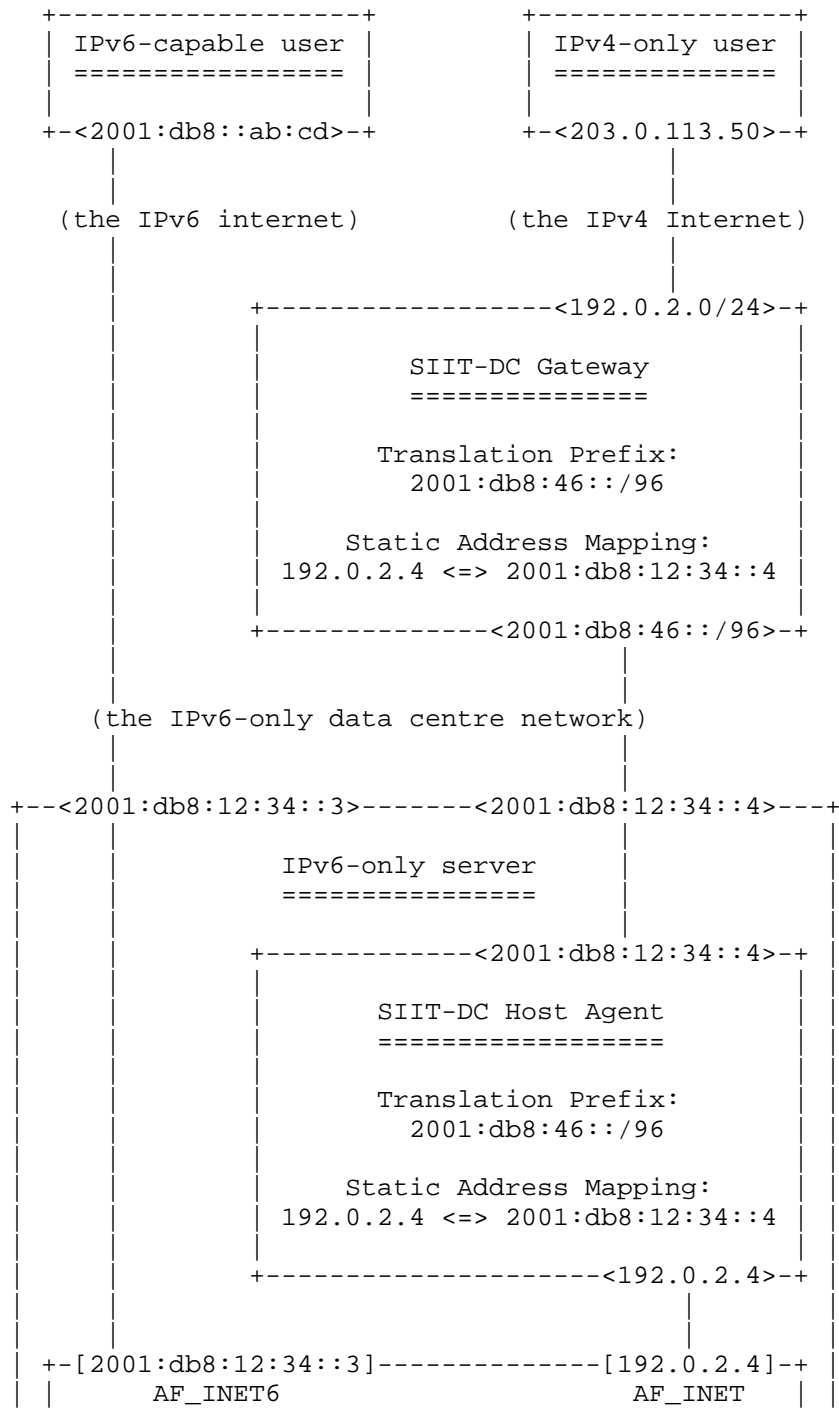 IPv6-capable user IPv4-only user
================= ==============
+-<2001:db8::ab:cd>-+ +-<203.0.113.50>-+
(the IPv6 internet) (the IPv4 Internet)
+------------------<192.0.2.0/24>-+
SIIT-DC Gateway
===============
Translation Prefix:
2001:db8:46::/96
Static Address Mapping:
192.0.2.4 <=> 2001:db8:12:34::4
+--------------<2001:db8:46::/96>-+
(the IPv6-only data centre network)
+--<2001:db8:12:34::3>-------<2001:db8:12:34::4>---+
IPv6-only server
================
+-------------<2001:db8:12:34::4>-+
SIIT-DC Host Agent
==================
Translation Prefix:
2001:db8:46::/96
Static Address Mapping:
192.0.2.4 <=> 2001:db8:12:34::4
+---------------------<192.0.2.4>-+
+-[2001:db8:12:34::3]--------------[192.0.2.4]-+
AF_INET6 AF_INET